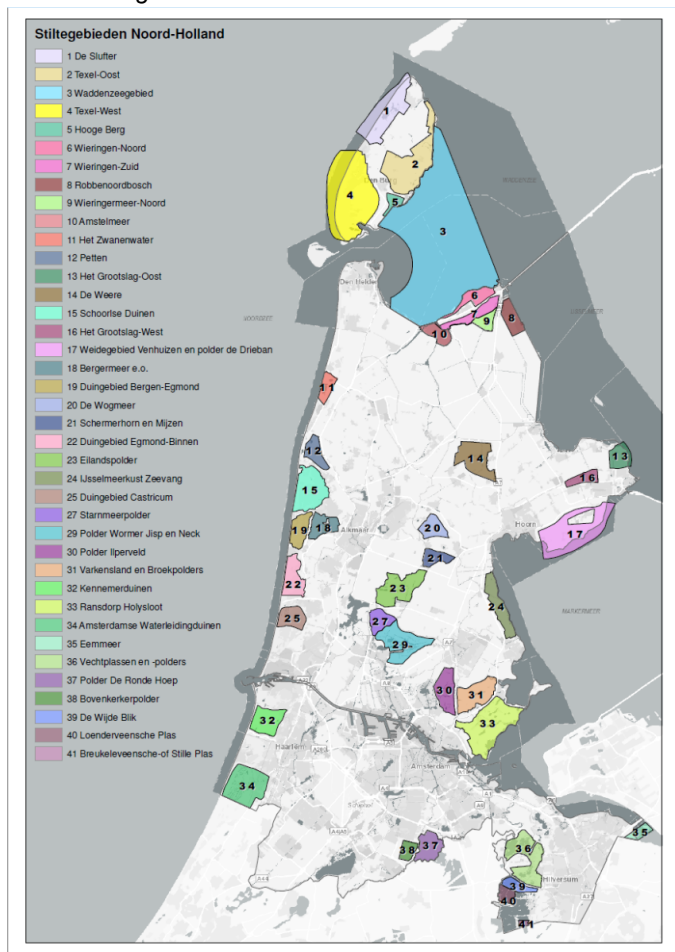 Stiltegebieden Noord-Holland
1 De Slufter
2 Texel-Oost
3 Waddenzeegebied
4 Texel-West
5 Hooge Berg
6 Wieringen-Noord
7 Wieringen-Zuid
8 Robbenoordbosch
9 Wieringermeer-Noord
10 Amstelmeer
11 Het Zwanenwater
12 Petten
13 Het Grootslag-Oost
14 De Weere
15 Schoorlse Duinen
16 Het Grootslag-West
17 Weidegebied Venhuizen en polder de Drieban
18 Bergermeer e.o.
19 Duingebied Bergen-Egmond
20 De Wogmeer
21 Schermerhorn en Mijzen
22 Duingebied Egmond-Binnen
23 Eilandspolder
24 IJsselmeerkust Zeevang
25 Duingebied Castricum
27 Starnmeerpolder
29 Polder Wormer Jisp en Neck
30 Polder Ilperveld
31 Varkensland en Broekpolders
32 Kennemerduinen
33 Ransdorp Holysloot
34 Amsterdamse Waterleidingduinen
35 Eemmeer
36 Vechtplassen en -polders
37 Polder De Ronde Hoep
38 Bovenkerkerpolder
39 De Wijde Blik
40 Loenderveensche Plas
41 Breukeleveensche-of Stille Plas
1
2
Den Burg
4
5
3
Den Helder
6
7
8
9
10
11
12
14
13
16
15
19
18
Alkmaar
20
Hoorn
17
21
22
23
24
25
27
29
30
31
32
33
Haarlem
Amsterdam
34
Schiphol
35
38
37
36
Hilversum
39
40
41